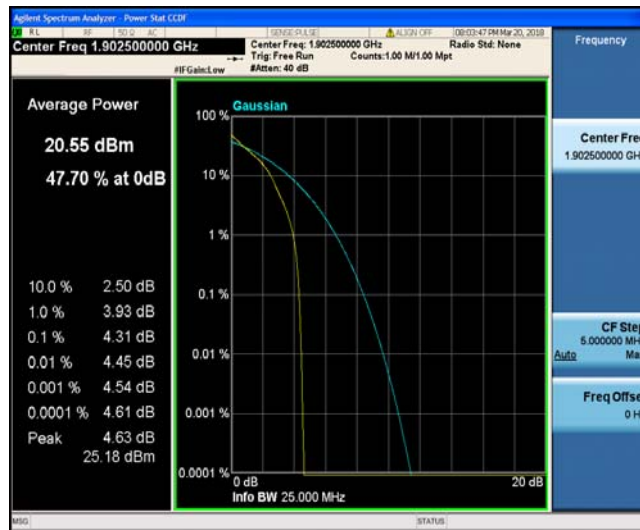 Agilent Spectrum Analyzer - Power Stat CCDF
RL RF 50 Ω AC SENSE:PULSE ALIGN OFF 08:03:47 PM Mar 20, 2018
Center Freq 1.902500000 GHz
Center Freq: 1.902500000 GHz Radio Std: None
Trig: Free Run Counts:1.00 M/1.00 Mpt
#IFGain:Low #Atten: 40 dB
Frequency
Average Power
20.55 dBm
47.70 % at 0dB
10.0 % 2.50 dB
1.0 % 3.93 dB
0.1 % 4.31 dB
0.01 % 4.45 dB
0.001 % 4.54 dB
0.0001 % 4.61 dB
Peak 4.63 dB
25.18 dBm
Gaussian
100 %
10 %
1 %
0.1 %
0.01 %
0.001 %
0.0001 %
0 dB 20 dB
Info BW 25.000 MHz
Center Fre
1.902500000 GH
CF Step
5.000000 MH
Auto Ma
Freq Offse
0 H
MSG STATUS